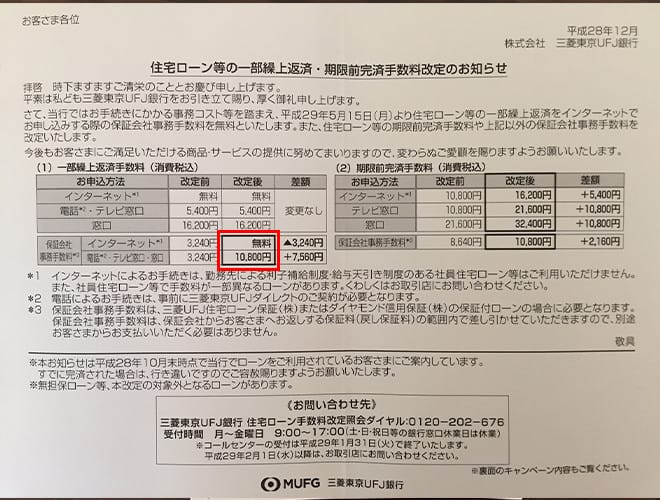 お客さま各位
平成28年12月
株式会社 三菱東京UFJ銀行
住宅ローン等の一部繰上返済・期限前完済手数料改定のお知らせ
拝啓 時下ますますご清栄のこととお慶び申し上げます。
平素は私ども三菱東京UFJ銀行をお引き立て賜り、厚く御礼申し上げます。
さて、当行ではお手続きにかかる事務コスト等を踏まえ、平成29年5月15日(月)より住宅ローン等の一部繰上返済をインターネットで
お申し込みする際の保証会社事務手数料を無料といたします。また、住宅ローン等の期限前完済手数料や上記以外の保証会社事務手数料を
改定いたします。
今後もお客さまにご満足いただける商品・サービスの提供に努めてまいりますので、変わらぬご愛顧を賜りますようお願いいたします。
(1)一部繰上返済手数料(消費税込)
お申込方法 改定前 改定後 差額
インターネット*1 無料 無料 変更なし
電話*2・テレビ窓口 5,400円 5,400円
窓口 16,200円 16,200円
保証会社事務手数料*3 インターネット*1 3,240円 無料 ▲3,240円
電話*2・テレビ窓口・窓口 3,240円 10,800円 +7,560円
(2)期限前完済手数料(消費税込)
お申込方法 改定前 改定後 差額
インターネット*1 10,800円 16,200円 +5,400円
テレビ窓口 10,800円 21,600円 +10,800円
窓口 21,600円 32,400円 +10,800円
保証会社事務手数料*3 8,640円 10,800円 +2,160円
*1 インターネットによるお手続きは、勤務先による利子補給制度・給与天引き制度のある社員住宅ローン等はご利用いただけません。
また、社員住宅ローン等で手数料が一部異なるローンがあります。くわしくはお取引店にお問い合わせください。
*2 電話によるお手続きは、事前に三菱東京UFJダイレクトのご契約が必要となります。
*3 保証会社事務手数料は、三菱UFJ住宅ローン保証(株)またはダイヤモンド信用保証(株)の保証付ローンの場合に必要となります。
保証会社事務手数料は、保証会社からお客さまへお返しする保証料(戻し保証料)の範囲内で差し引かせていただきますので、別途
お客さまからお支払いいただく必要はありません。
敬具
※本お知らせは平成28年10月末時点で当行でローンをご利用されているお客さまにご案内しています。
すでに完済された場合は、行き違いですのでご容赦賜りますようお願いいたします。
※無担保ローン等、本改定の対象外となるローンがあります。
《お問い合わせ先》
三菱東京UFJ銀行 住宅ローン手数料改定照会ダイヤル:0120-202-676
受付時間 月〜金曜日 9:00〜17:00(土・日・祝日等の銀行窓口休業日は休業)
※コールセンターの受付は平成29年1月31日(火)で終了いたします。
平成29年2月1日(水)以降は、お取引店にお問い合わせください。
※裏面のキャンペーン内容もご覧ください。
MUFG 三菱東京UFJ銀行